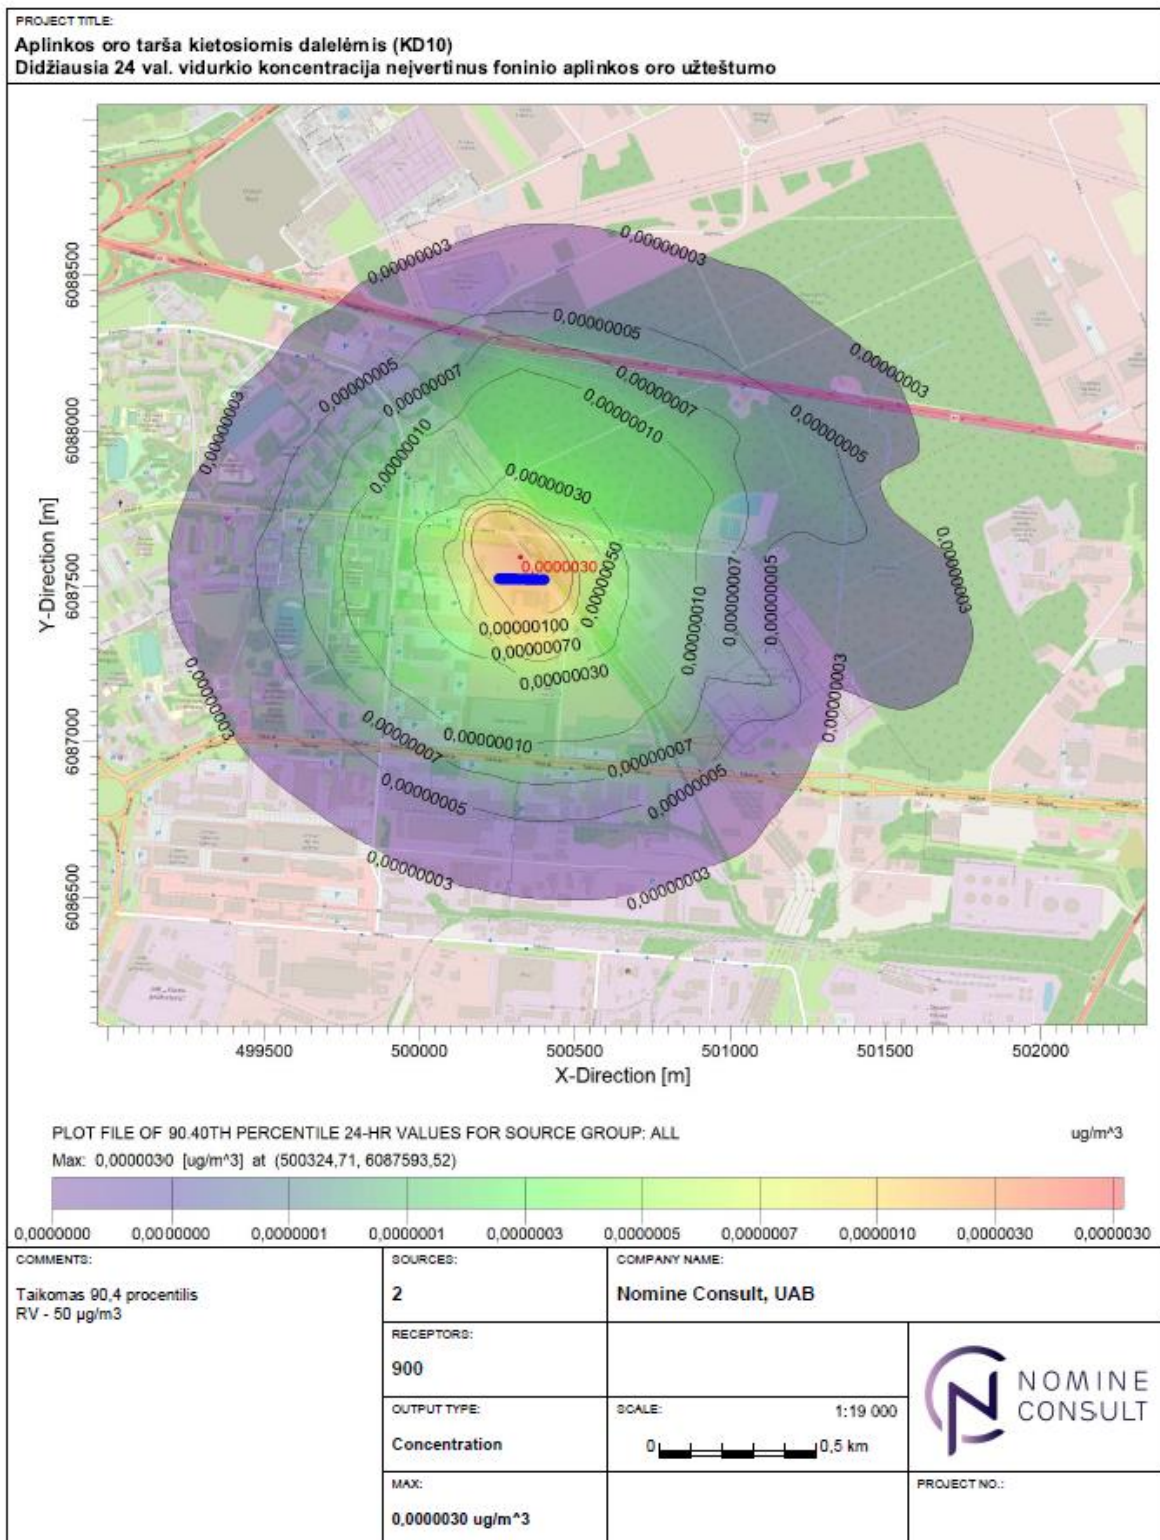 PROJECT TITLE:
Aplinkos oro tarša kietosiomis dalelėmis (KD10)
Didžiausia 24 val. vidurkio koncentracija neįvertinus foninio aplinkos oro užterštumo
Y-Direction [m]
6088500
6088000
6087500
6087000
6086500
0,00000003
0,00000003
0,00000005
0,00000003
0,00000005
0,00000007
0,00000007
0,00000003
0,00000010
0,00000005
0,00000010
0,00000030
0,0000030
0,00000050
0,00000003
0,00000007
0,00000005
0,00000010
0,00000100
0,00000070
0,00000030
0,00000003
0,00000003
0,00000007
0,00000010
0,00000007
0,00000005
0,00000005
0,00000003
0,00000003
499500 500000 500500 501000 501500 502000
X-Direction [m]
PLOT FILE OF 90.40TH PERCENTILE 24-HR VALUES FOR SOURCE GROUP: ALL ug/m^3
Max: 0,0000030 [ug/m^3] at (500324,71, 6087593,52)
0,0000000 0,0000000 0,0000001 0,0000001 0,0000003 0,0000005 0,0000007 0,0000010 0,0000030 0,0000030
COMMENTS:
Taikomas 90,4 procentilis
RV - 50 µg/m3
SOURCES:
2
COMPANY NAME:
Nomine Consult, UAB
RECEPTORS:
900
OUTPUT TYPE:
Concentration
SCALE: 1:19 000
0 0,5 km
NOMINE
CONSULT
MAX:
0,0000030 ug/m^3
PROJECT NO.: